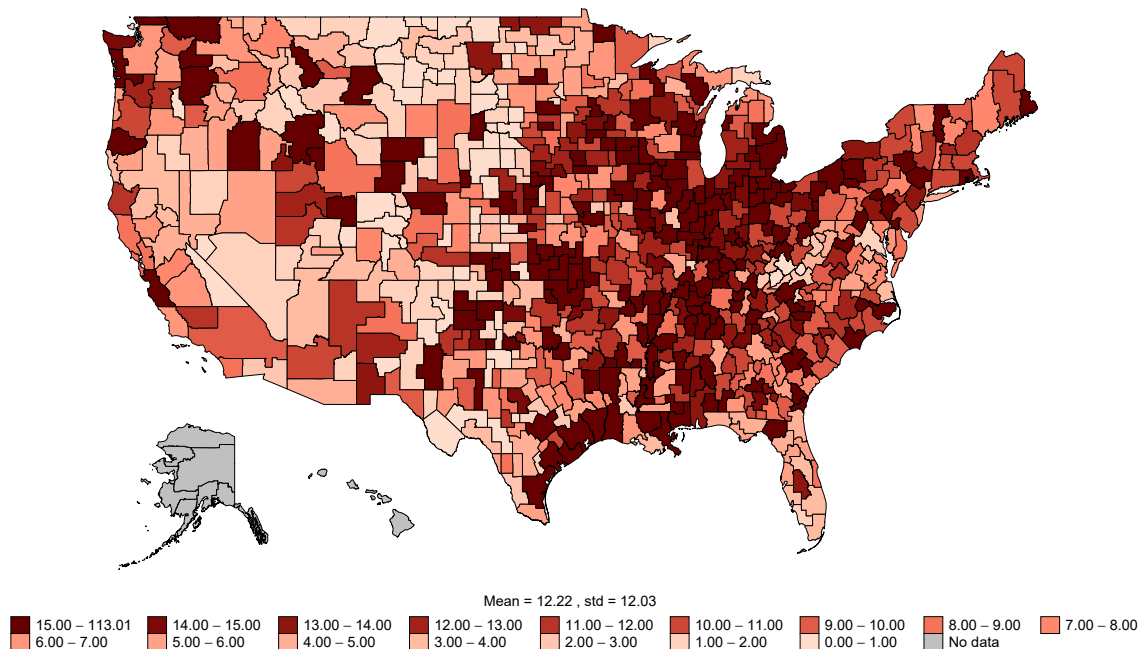 Mean = 12.22 , std = 12.03
15.00 – 113.01 14.00 – 15.00 13.00 – 14.00 12.00 – 13.00 11.00 – 12.00 10.00 – 11.00 9.00 – 10.00 8.00 – 9.00 7.00 – 8.00
6.00 – 7.00 5.00 – 6.00 4.00 – 5.00 3.00 – 4.00 2.00 – 3.00 1.00 – 2.00 0.00 – 1.00 No data